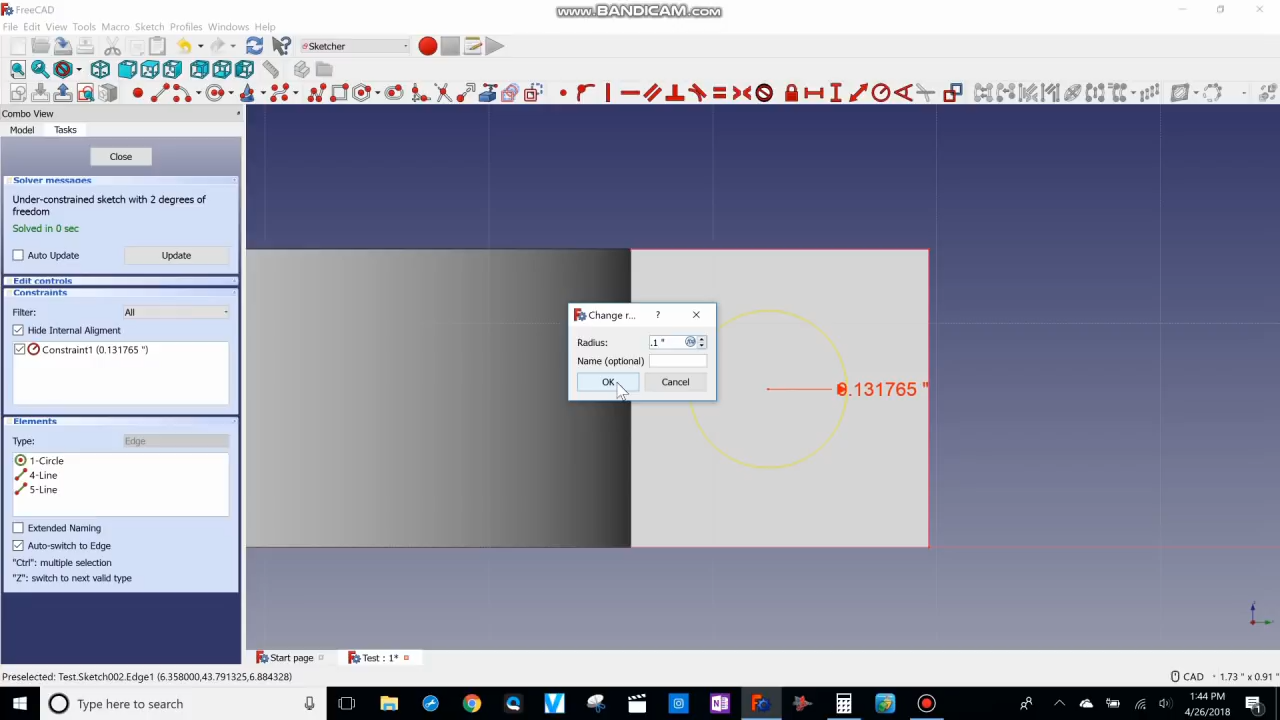 FreeCAD
www.BANDICAM.com
File Edit View Tools Macro Sketch Profiles Windows Help
Sketcher
Combo View
Model
Tasks
Close
Solver messages
Under-constrained sketch with 2 degrees of
freedom
Solved in 0 sec
Auto Update
Update
Edit controls
Constraints
Filter:
All
Hide Internal Aligment
Constraint1 (0.131765 ")
Elements
Type:
Edge
1-Circle
4-Line
5-Line
Extended Naming
Auto-switch to Edge
"Ctrl": multiple selection
"Z": switch to next valid type
Change r...
?
Radius:
.1 "
Name (optional)
OK
Cancel
0.131765 "
Start page
Test : 1*
Preselected: Test.Sketch002.Edge1 (6.358000,43.791325,6.884328)
CAD
1.73 " x 0.91 "
Type here to search
1:44 PM
4/26/2018